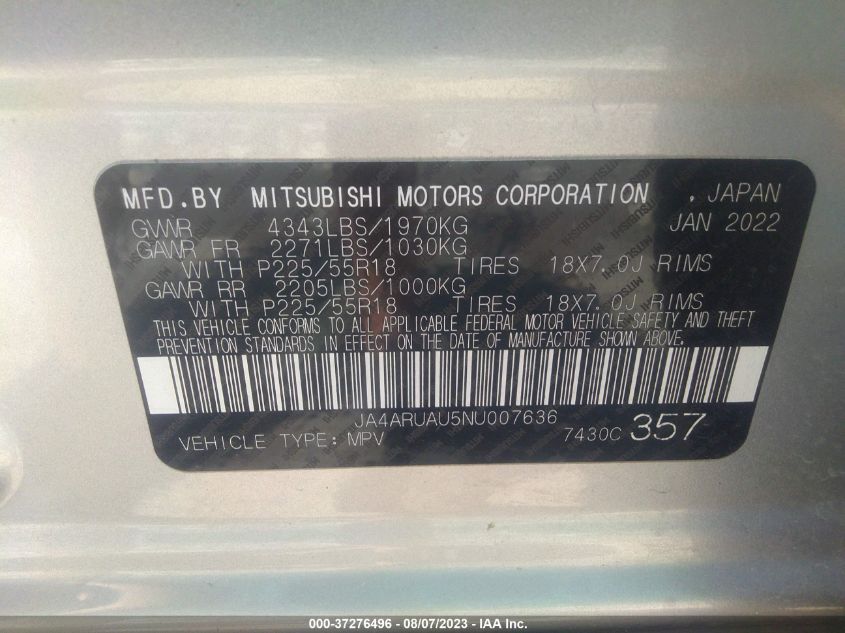 MFD.BY MITSUBISHI MOTORS CORPORATION , JAPAN
GWWR 4343LBS/1970KG JAN 2022
GAWR FR 2271LBS/1030KG
WITH P225/55R18 TIRES 18X7.0J RIMS
GAWR RR 2205LBS/1000KG
WITH P225/55R18 TIRES 18X7.0J RIMS
THIS VEHICLE CONFORMS TO ALL APPLICABLE FEDERAL MOTOR VEHICLE SAFETY AND THEFT
PREVENTION STANDARDS IN EFFECT ON THE DATE OF MANUFACTURE SHOWN ABOVE.
JA4ARUAU5NU007636
VEHICLE TYPE: MPV 7430C 357
000-37276496 - 08/07/2023 - IAA Inc.